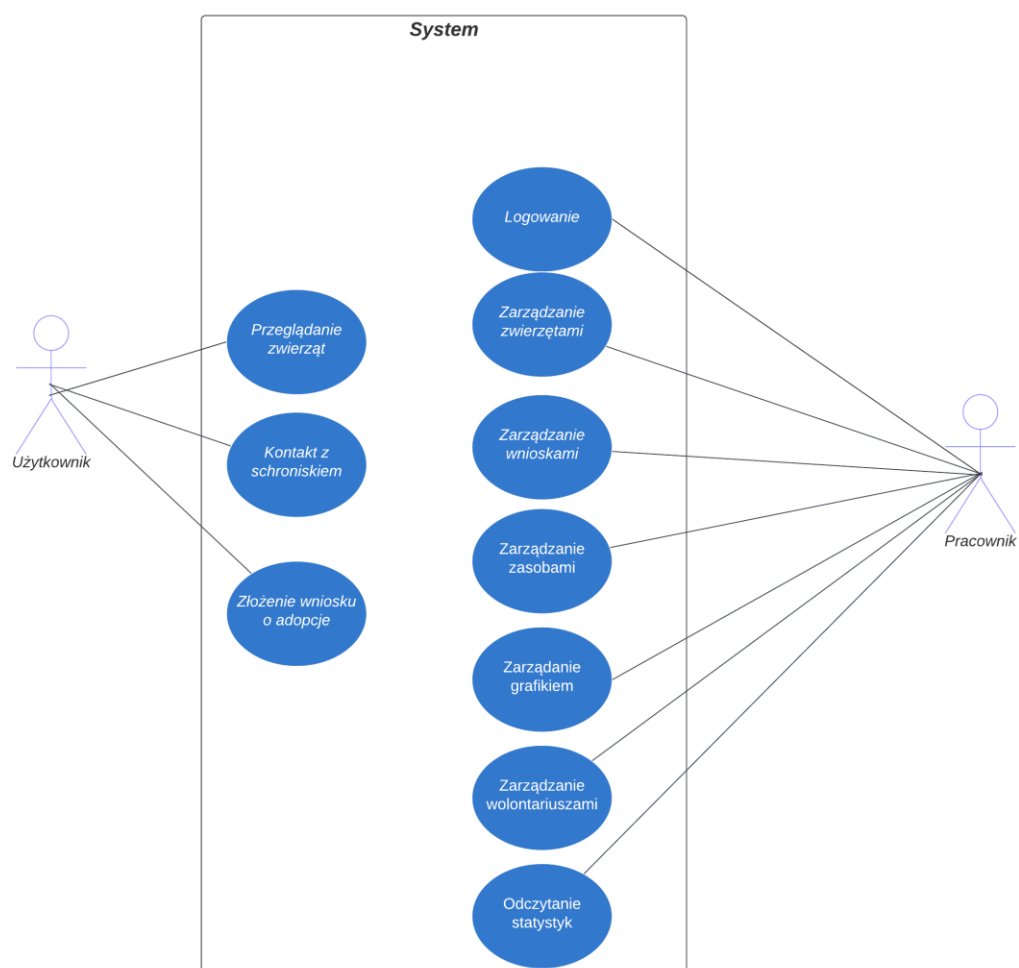 System
Logowanie
Zarządzanie
zwierzętami
Przeglądanie
zwierząt
Zarządzanie
wnioskami
Kontakt z
schroniskiem
Użytkownik
Pracownik
Zarządzanie
zasobami
Złożenie wniosku
o adopcje
Zarządanie
grafikiem
Zarządzanie
wolontariuszami
Odczytanie
statystyk